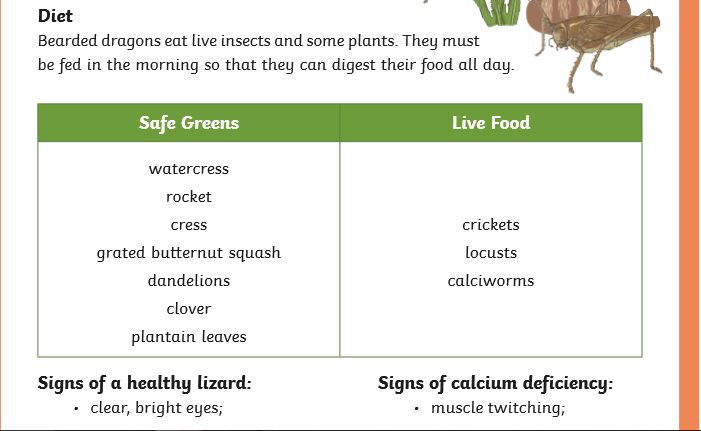 Diet
Bearded dragons eat live insects and some plants. They must
be fed in the morning so that they can digest their food all day.
Safe Greens
watercress
rocket
cress
grated butternut squash
dandelions
clover
plantain leaves
Live Food
crickets
locusts
calciworms
Signs of a healthy lizard:
• clear, bright eyes;
Signs of calcium deficiency:
• muscle twitching;